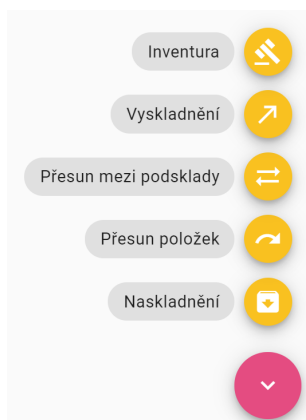 Inventura
Vyskladnění
Přesun mezi podsklady
Přesun položek
Naskladnění